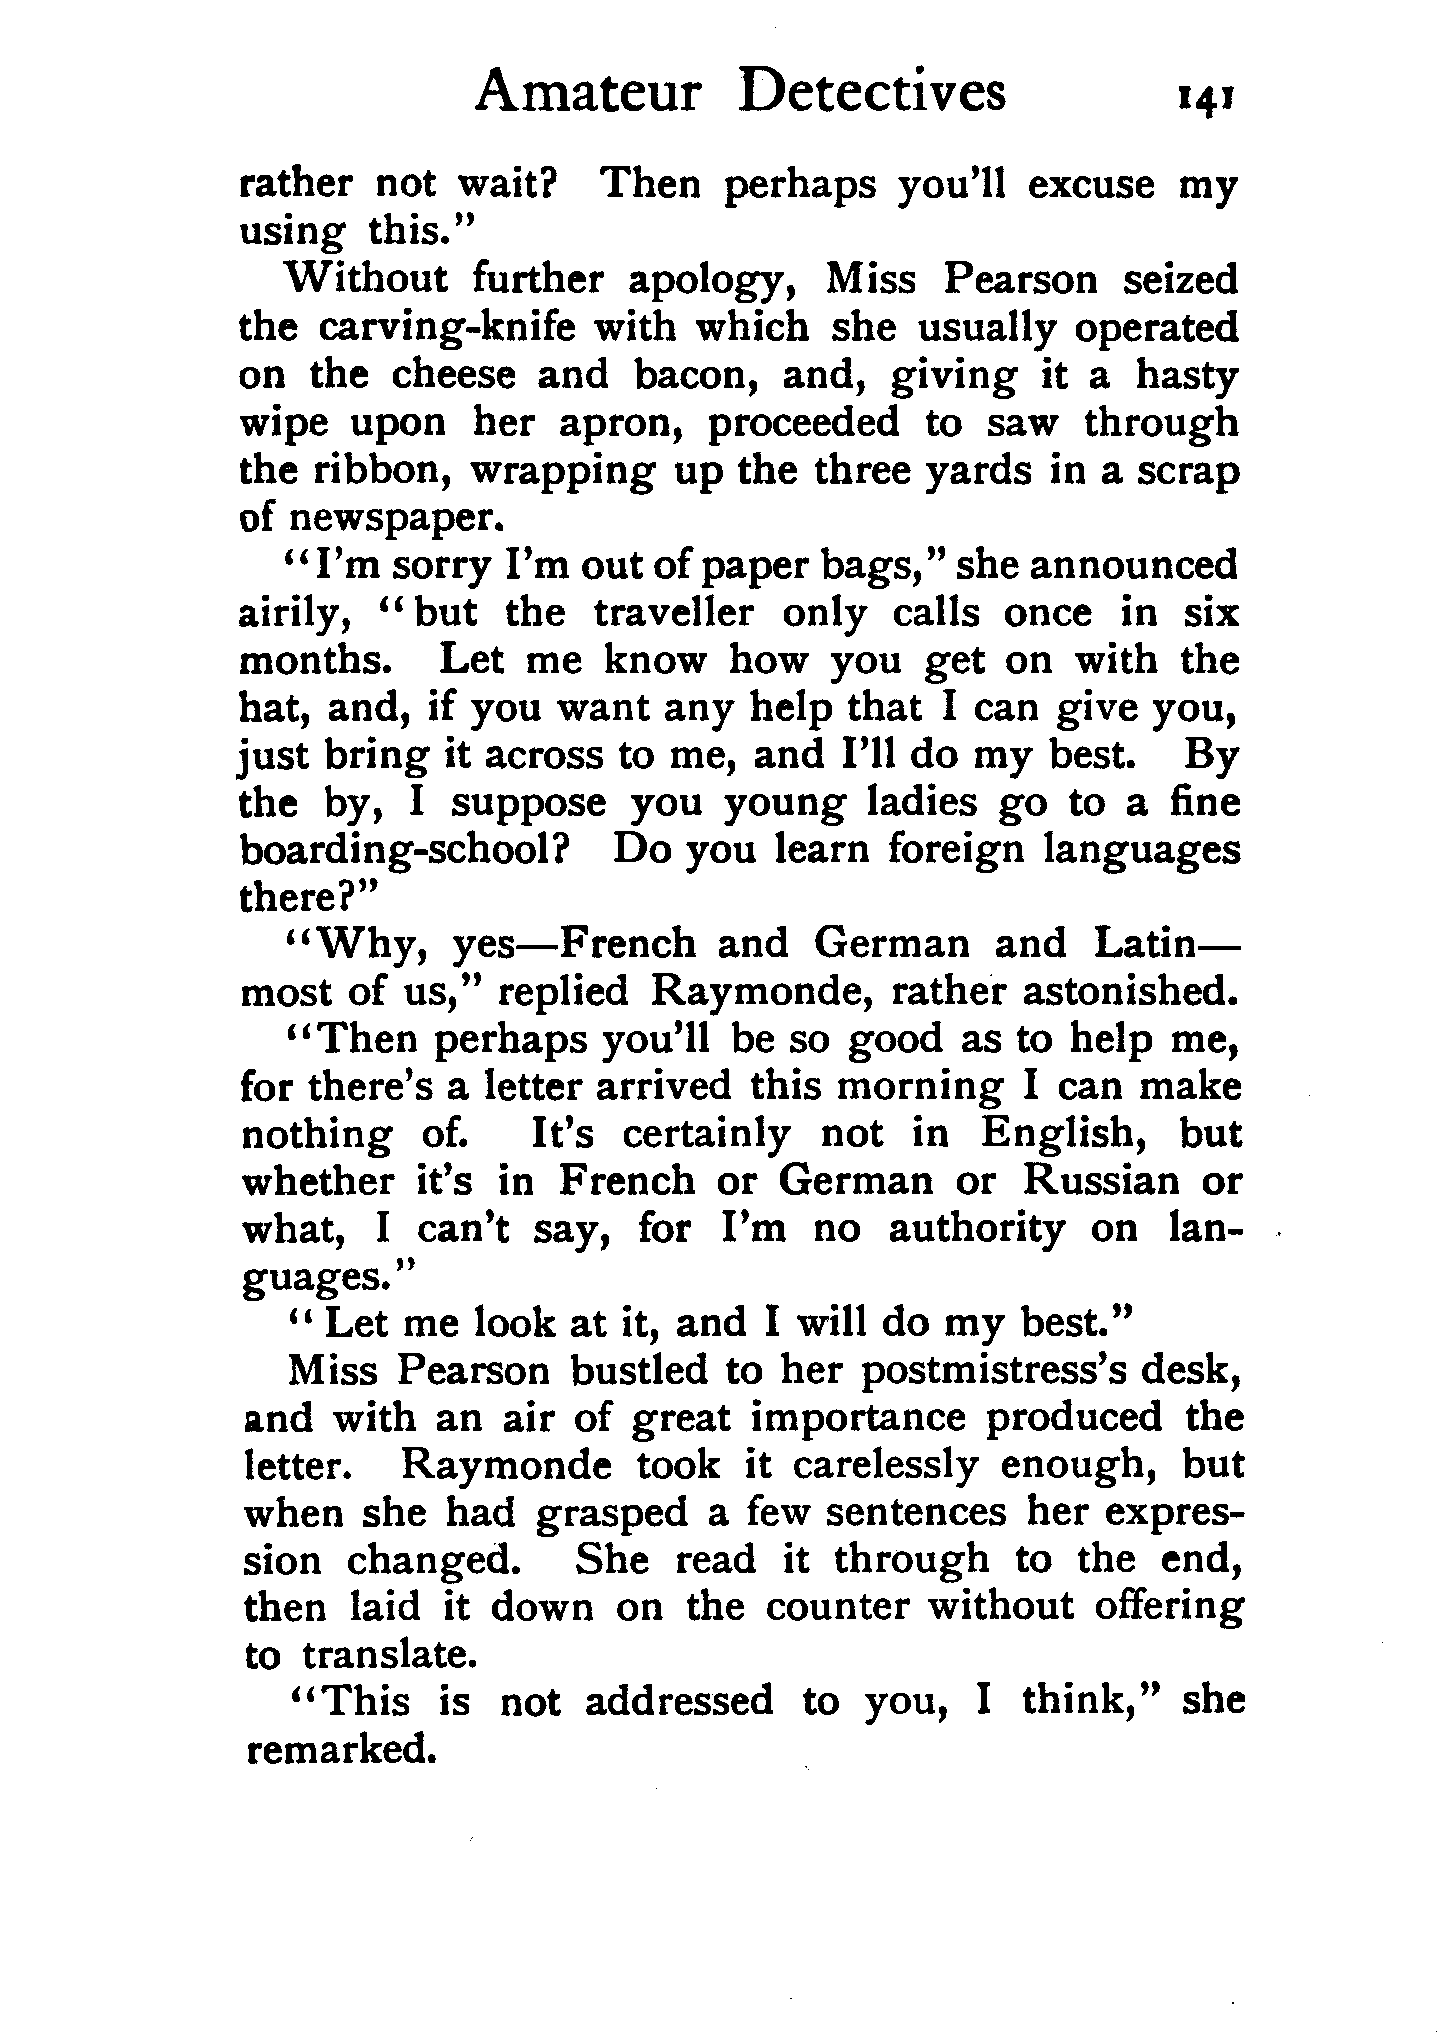 Amateur Detectives 141
rather not wait? Then perhaps you'll excuse my
using this."
Without further apology, Miss Pearson seized
the carving-knife with which she usually operated
on the cheese and bacon, and, giving it a hasty
wipe upon her apron, proceeded to saw through
the ribbon, wrapping up the three yards in a scrap
of newspaper.
"I'm sorry I'm out of paper bags," she announced
airily, "but the traveller only calls once in six
months. Let me know how you get on with the
hat, and, if you want any help that I can give you,
just bring it across to me, and I'll do my best. By
the by, I suppose you young ladies go to a fine
boarding-school? Do you learn foreign languages
there?"
"Why, yes—French and German and Latin—
most of us," replied Raymonde, rather astonished.
"Then perhaps you'll be so good as to help me,
for there's a letter arrived this morning I can make
nothing of. It's certainly not in English, but
whether it's in French or German or Russian or
what, I can't say, for I'm no authority on lan-
guages."
"Let me look at it, and I will do my best."
Miss Pearson bustled to her postmistress's desk,
and with an air of great importance produced the
letter. Raymonde took it carelessly enough, but
when she had grasped a few sentences her expres-
sion changed. She read it through to the end,
then laid it down on the counter without offering
to translate.
"This is not addressed to you, I think," she
remarked.